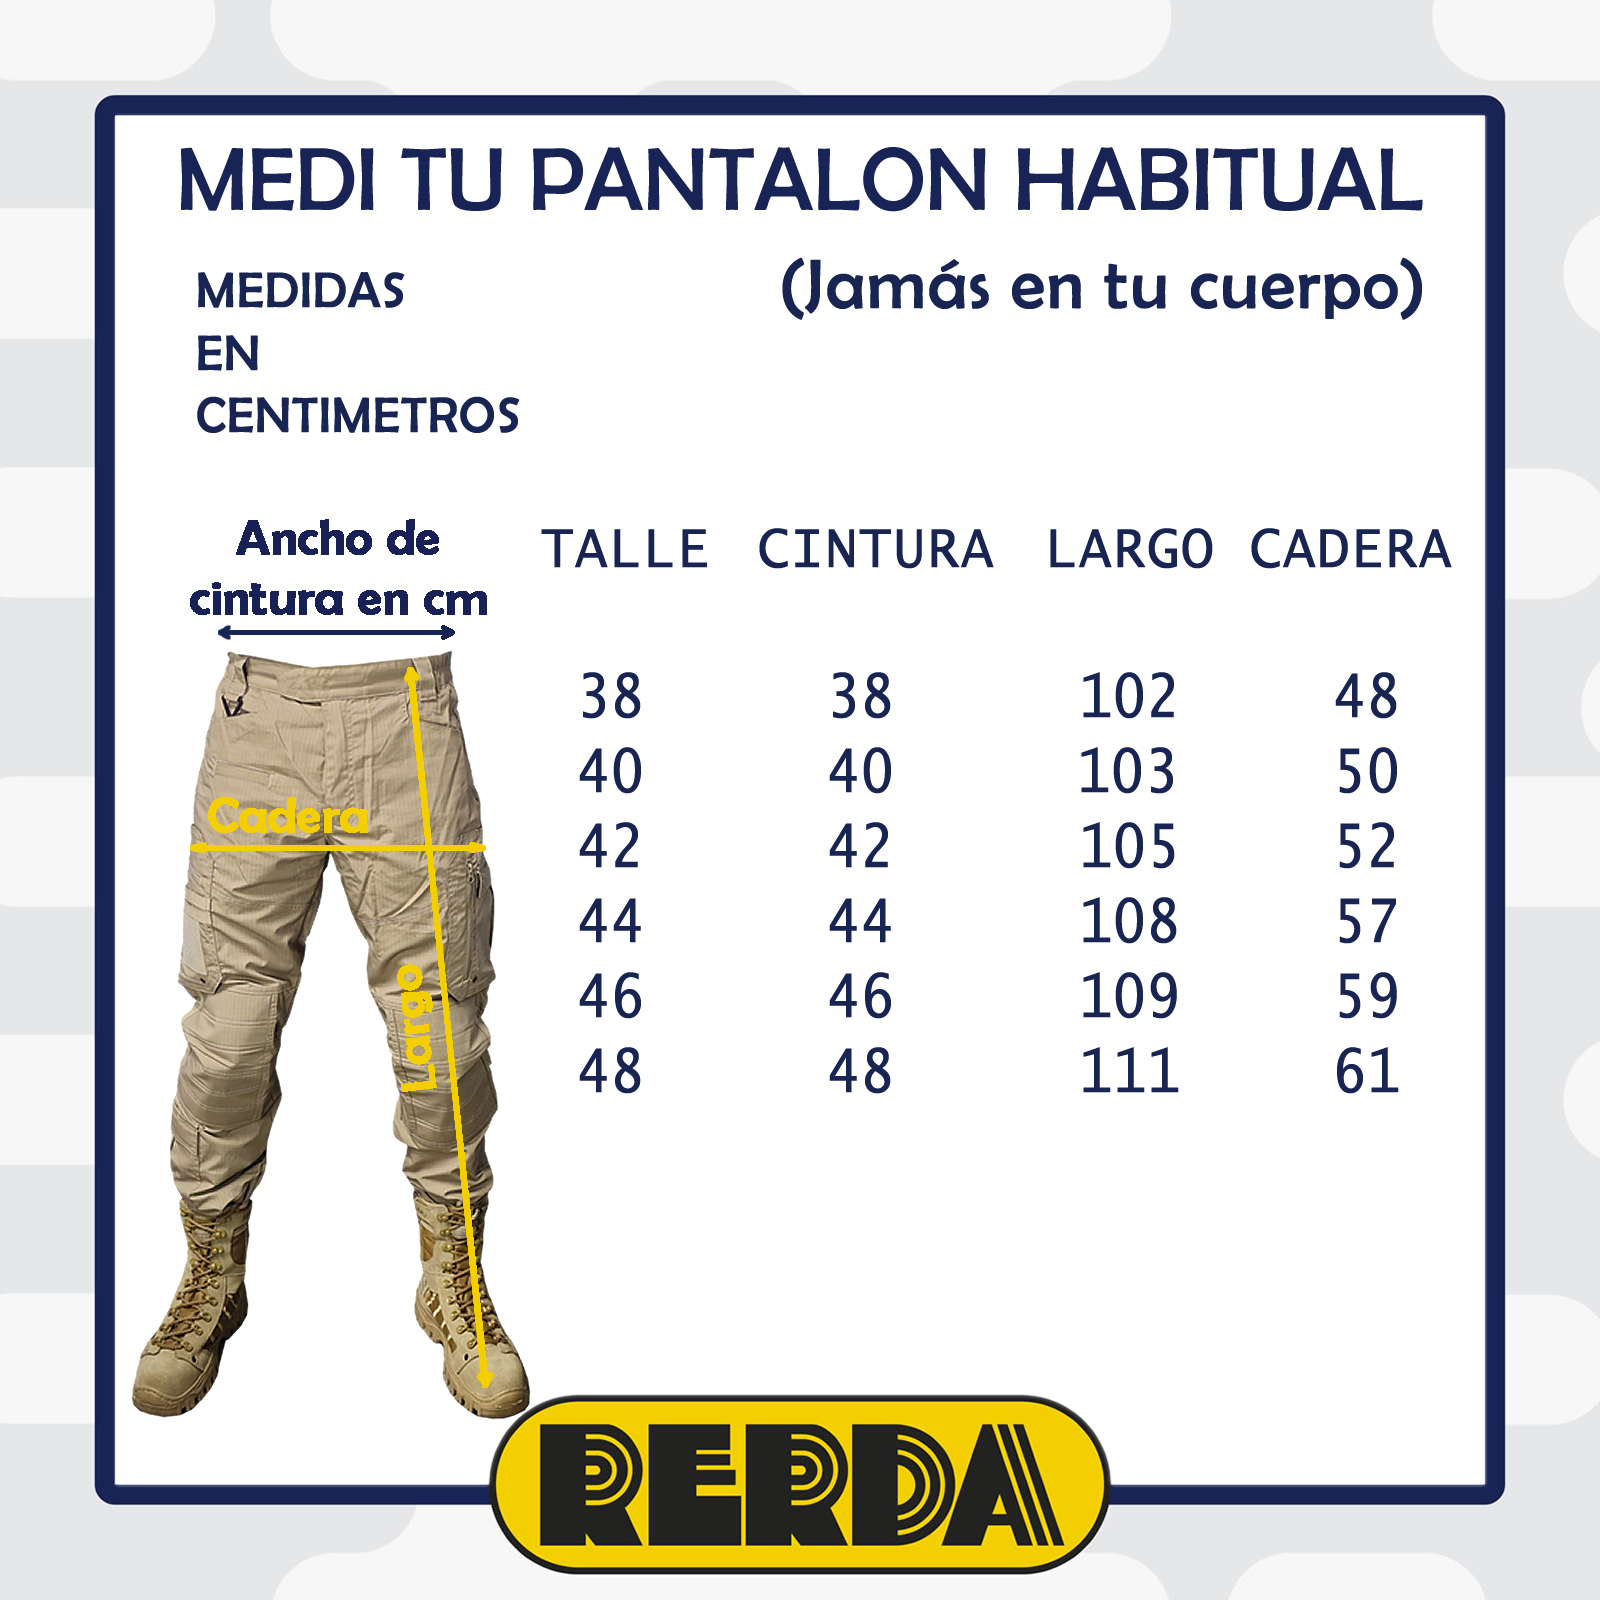 MEDI TU PANTALON HABITUAL
(Jamás en tu cuerpo)
MEDIDAS
EN
CENTIMETROS
Ancho de
cintura en cm
Cadera
Largo
TALLE CINTURA LARGO CADERA
38 38 102 48
40 40 103 50
42 42 105 52
44 44 108 57
46 46 109 59
48 48 111 61
RERDA